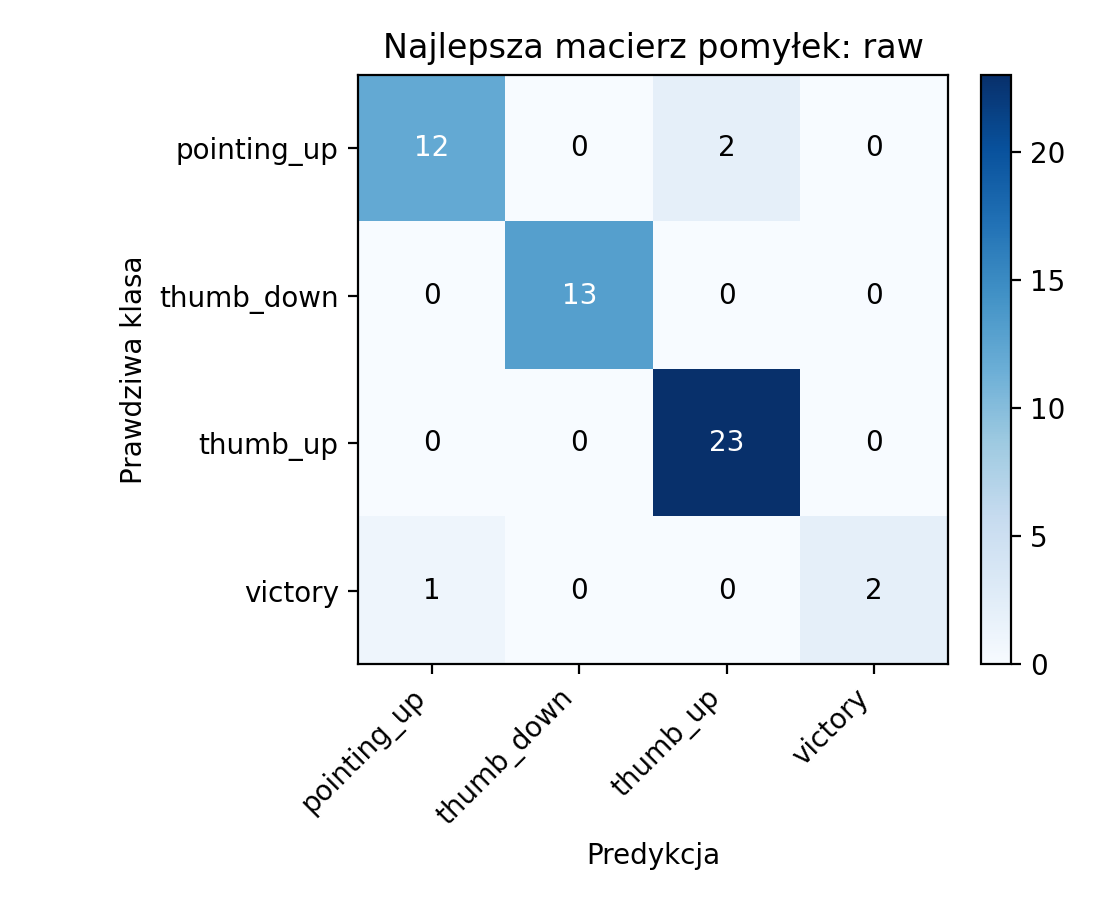 Najlepsza macierz pomyłek: raw
Prawdziwa klasa
pointing_up 12 0 2 0
thumb_down 0 13 0 0
thumb_up 0 0 23 0
victory 1 0 0 2
pointing_up thumb_down thumb_up victory
Predykcja
20
15
10
5
0